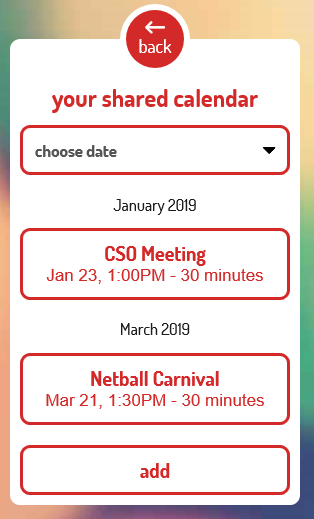 back
your shared calendar
choose date
January 2019
CSO Meeting
Jan 23, 1:00PM - 30 minutes
March 2019
Netball Carnival
Mar 21, 1:30PM - 30 minutes
add